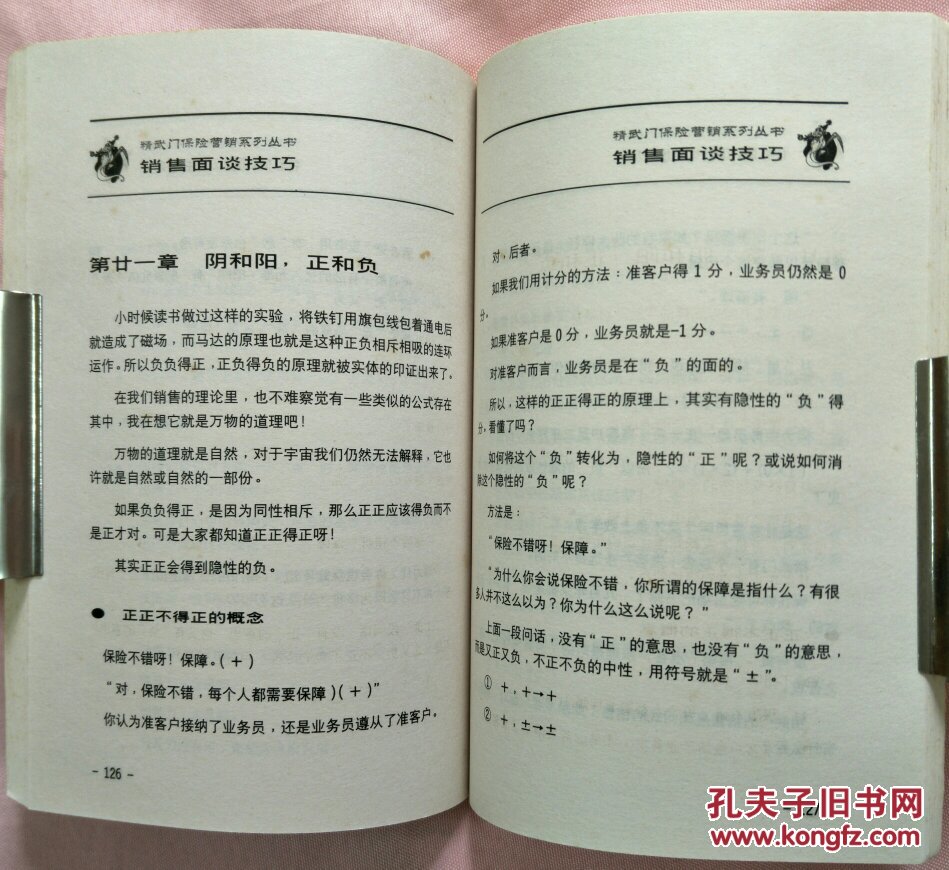 精武门保险营销系列丛书
销售面谈技巧
第廿一章 阴和阳，正和负
小时候读书做过这样的实验，将铁钉用旗包线包着通电后
就造成了磁场，而马达的原理也就是这种正负相斥相吸的连环
运作。所以负负得正，正负得负的原理就被实体的印证出来了。
在我们销售的理论里，也不难察觉有一些类似的公式存在
其中，我在想它就是万物的道理吧！
万物的道理就是自然，对于宇宙我们仍然无法解释，它也
许就是自然或自然的一部份。
如果负负得正，是因为同性相斥，那么正正应该得负而不
是正才对。可是大家都知道正正得正呀！
其实正正会得到隐性的负。
● 正正不得正的概念
保险不错呀！保障。（+）
“对，保险不错，每个人都需要保障）（+）”
你认为准客户接纳了业务员，还是业务员遵从了准客户。
- 126 -
精武门保险营销系列丛书
销售面谈技巧
对，后者。
如果我们用计分的方法：准客户得1分，业务员仍然是0
分。
如果准客户是0分，业务员就是-1分。
对准客户而言，业务员是在“负”的面的。
所以，这样的正正得正的原理上，其实有隐性的“负”得
分，看懂了吗？
如何将这个“负”转化为，隐性的“正”呢？或说如何消
除这个隐性的“负”呢？
方法是：
“保险不错呀！保障。”
“为什么你会说保险不错，你所谓的保障是指什么？有很
多人并不这么以为？你为什么这么说呢？”
上面一段问话，没有“正”的意思，也没有“负”的意思，
而是又正又负，不正不负的中性，用符号就是“±”。
① +，+→+
② +，±→±
孔夫子旧书网
www.kongfz.com